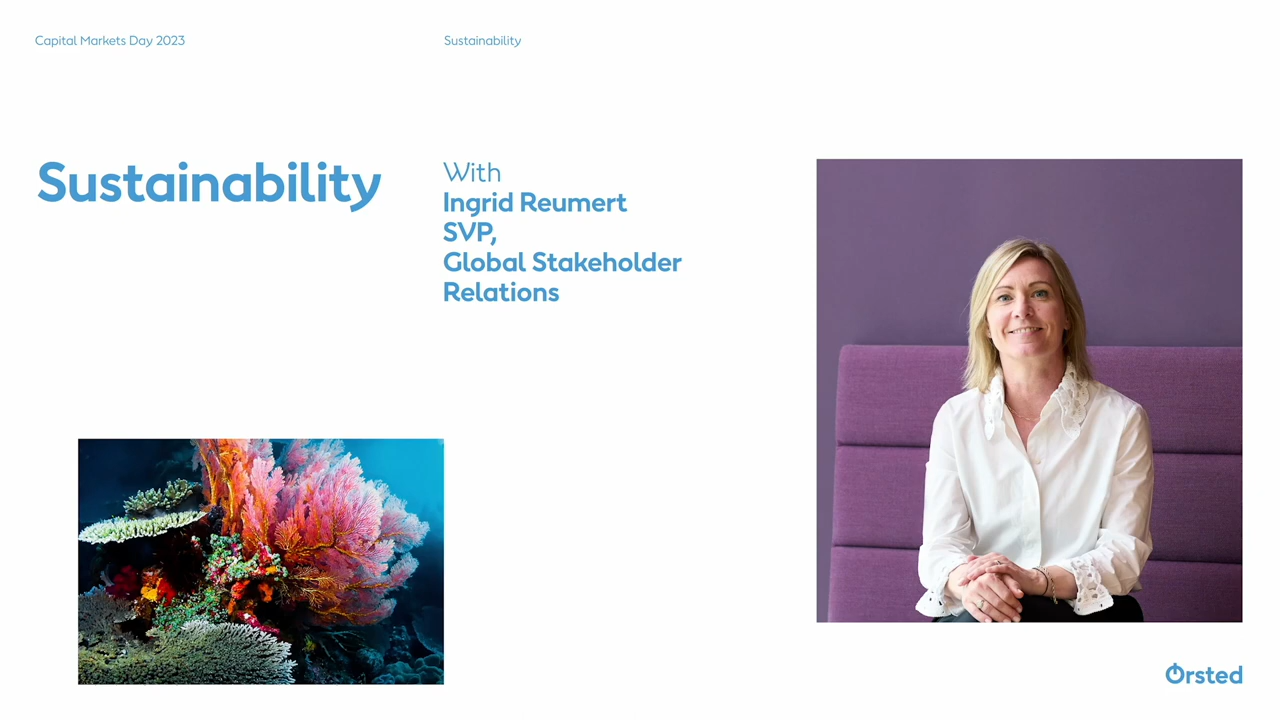 Capital Markets Day 2023
Sustainability
Sustainability
With
Ingrid Reumert
SVP,
Global Stakeholder
Relations
Ørsted